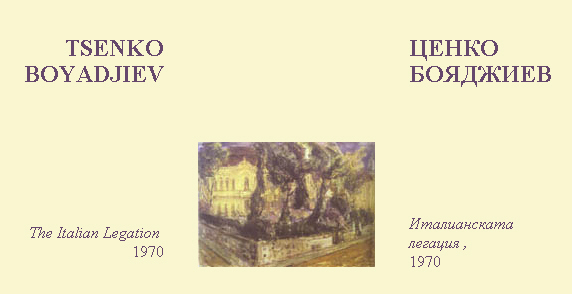 TSENKO
BOYADJIEV
The Italian Legation
1970
ЦЕНКО
БОЯДЖИЕВ
Италианската
легация ,
1970